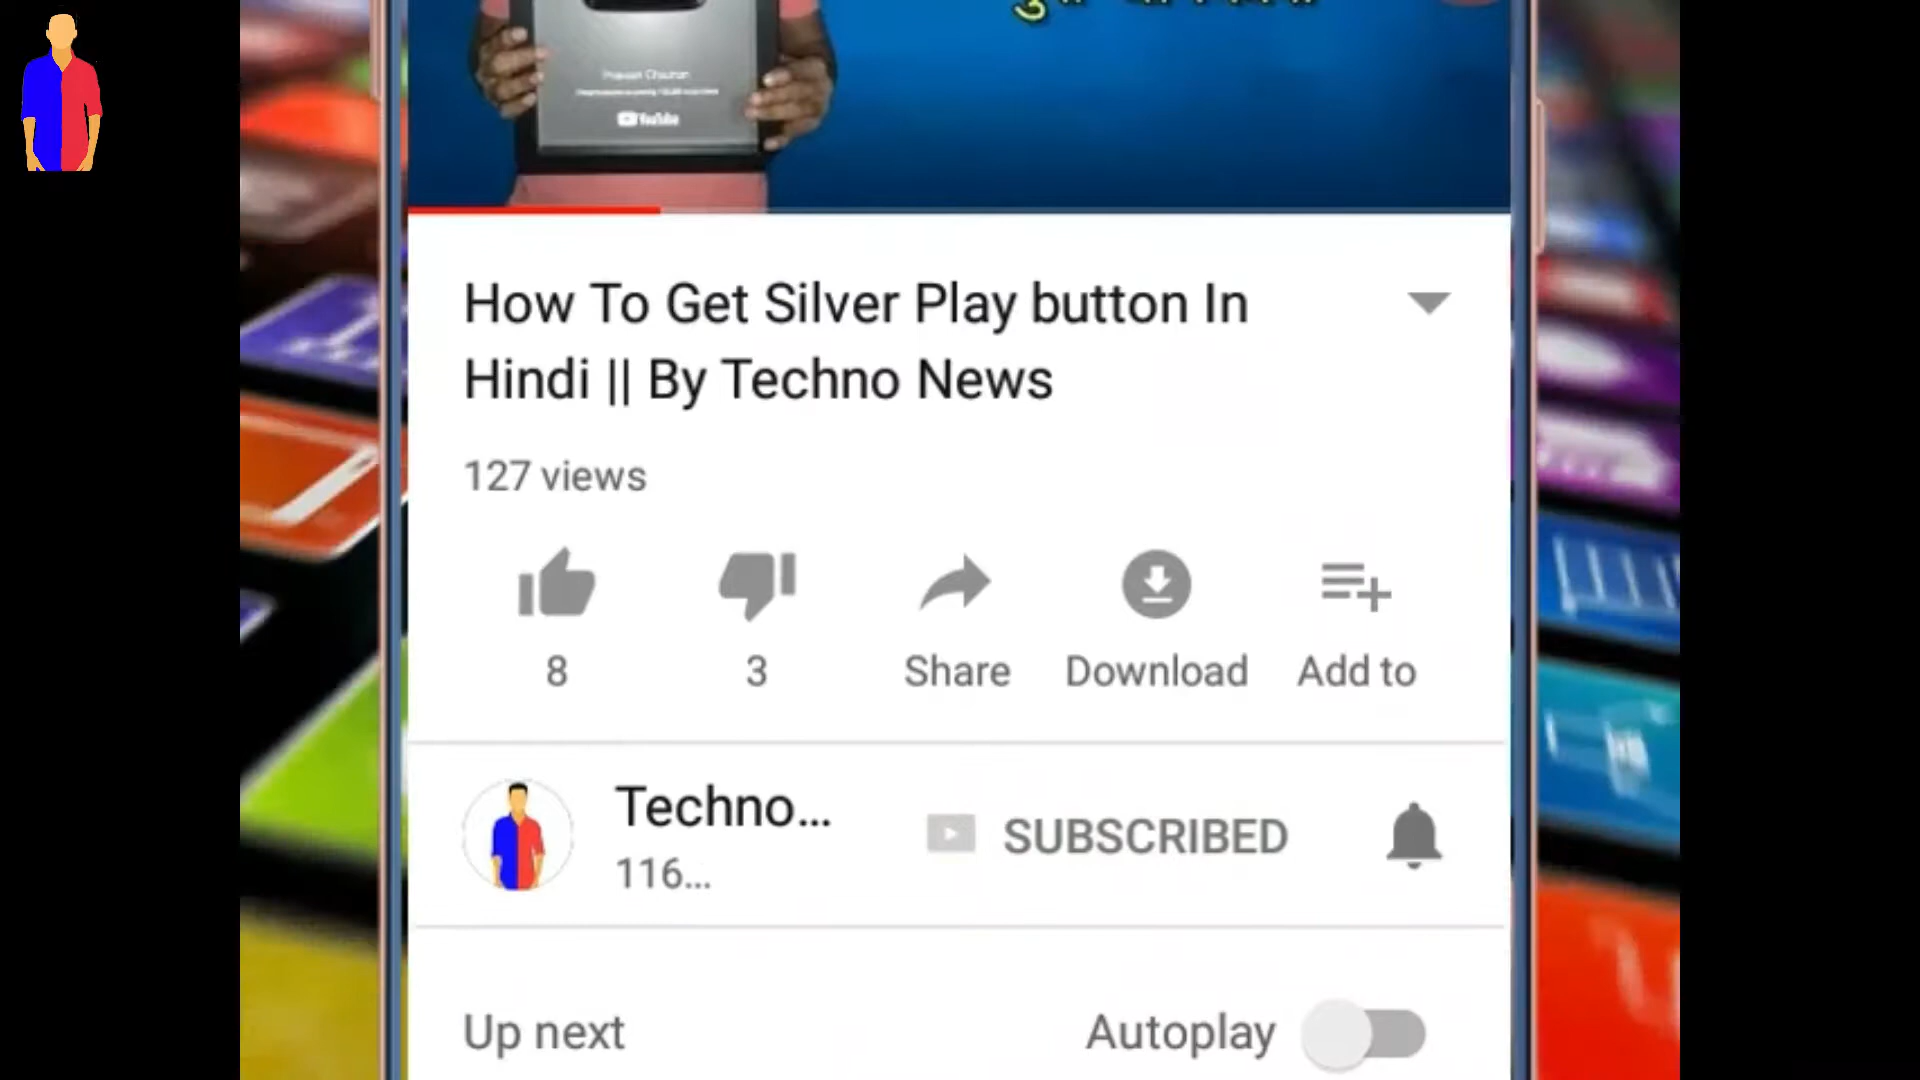 YouTube
How To Get Silver Play button In
Hindi || By Techno News
127 views
8
3
Share
Download
Add to
Techno...
SUBSCRIBED
116...
Up next
Autoplay